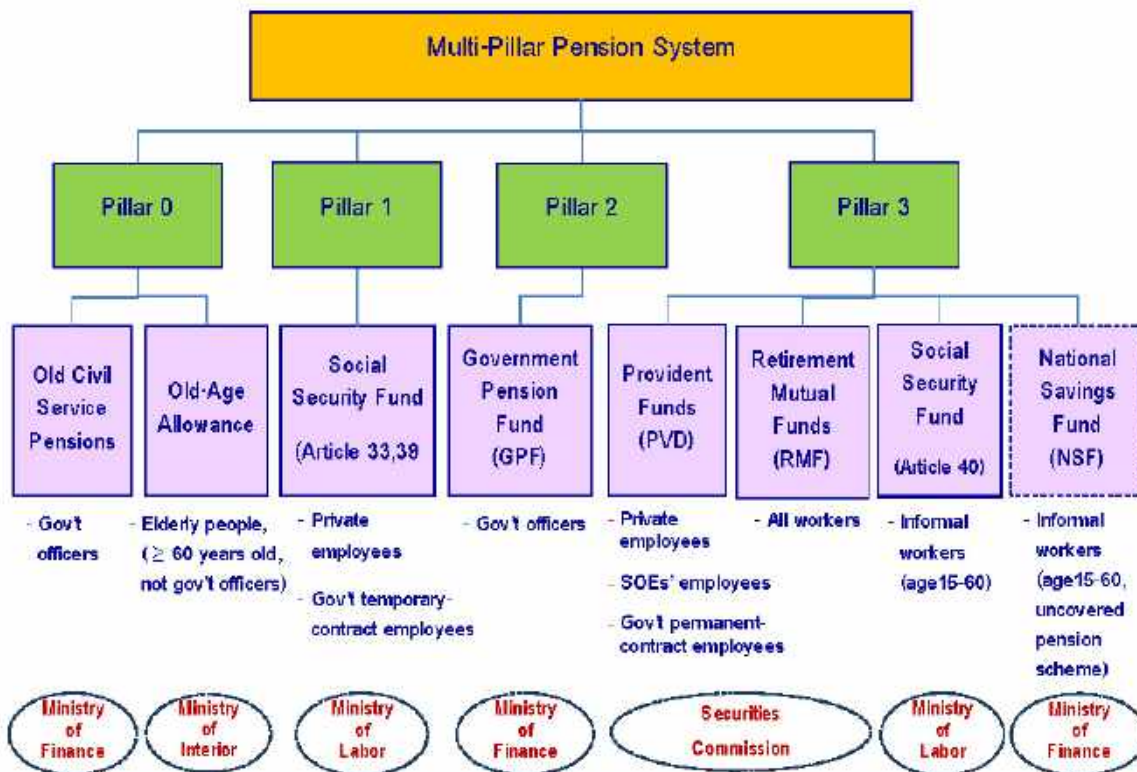 Multi-Pillar Pension System
Pillar 0
Pillar 1
Pillar 2
Pillar 3
Old Civil
Service
Pensions
Old-Age
Allowance
Social
Security Fund
(Article 33,39
Government
Pension
Fund
(GPF)
Provident
Funds
(PVD)
Retirement
Mutual
Funds
(RMF)
Social
Security
Fund
(Article 40)
National
Savings
Fund
(NSF)
- Gov't
officers
- Elderly people,
(≥ 60 years old,
not gov't officers)
- Private
employees
- Gov't temporary-
contract employees
- Gov't officers
- Private
employees
- SOEs' employees
- Gov't permanent-
contract employees
- All workers
- Informal
workers
(age15-60)
- Informal
workers
(age15-60,
uncovered
pension
scheme)
Ministry
of
Finance
Ministry
of
Interior
Ministry
of
Labor
Ministry
of
Finance
Securities
Commission
Ministry
of
Labor
Ministry
of
Finance